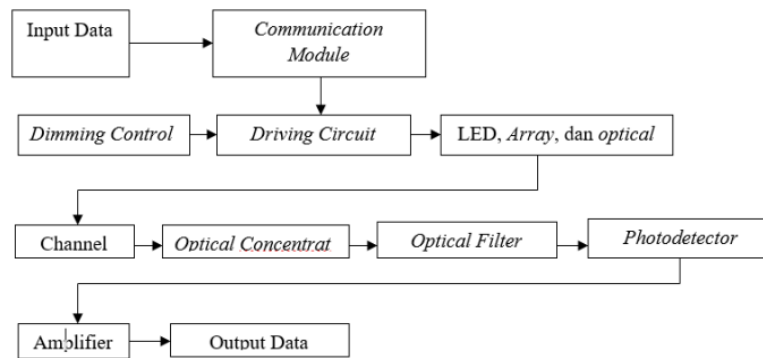 Input Data
Communication
Module
Dimming Control
Driving Circuit
LED, Array, dan optical
Channel
Optical Concentrat
Optical Filter
Photodetector
Amplifier
Output Data